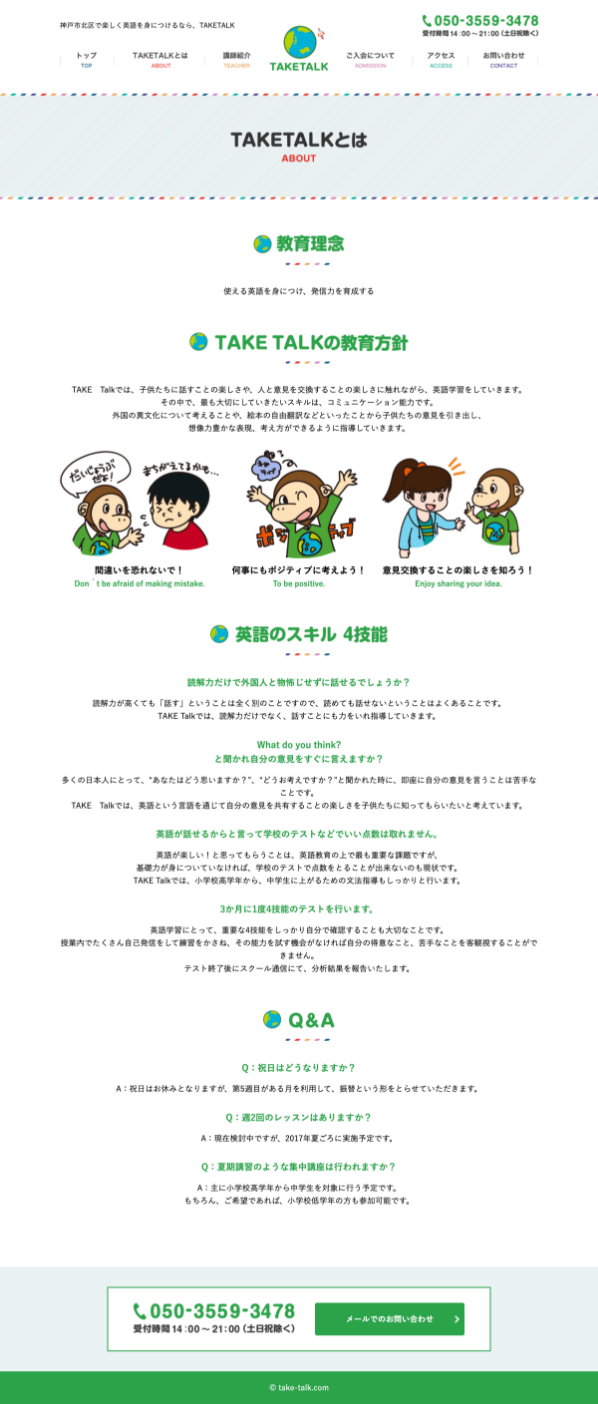 神戸市北区で楽しく英語を身につけるなら、TAKETALK
050-3559-3478
受付時間 14:00～21:00（土日祝除く）
トップ
TOP
TAKETALKとは
ABOUT
講師紹介
TEACHER
TAKETALK
ご入会について
ADMISSION
アクセス
ACCESS
お問い合わせ
CONTACT
TAKETALKとは
ABOUT
教育理念
使える英語を身につけ、発信力を育成する
TAKE TALKの教育方針
TAKE　Talkでは、子供たちに話すことの楽しさや、人と意見を交換することの楽しさに触れながら、英語学習をしていきます。
その中で、最も大切にしていきたいスキルは、コミュニケーション能力です。
外国の異文化について考えることや、絵本の自由翻訳などといったことから子供たちの意見を引き出し、
想像力豊かな表現、考え方ができるように指導していきます。
だいじょうぶ
だよ!
まちがえてるかも…
ポジティブ
間違いを恐れないで！
Don´t be afraid of making mistake.
何事にもポジティブに考えよう！
To be positive.
意見交換することの楽しさを知ろう！
Enjoy sharing your idea.
英語のスキル 4技能
読解力だけで外国人と物怖じせずに話せるでしょうか？
読解力が高くても「話す」ということは全く別のことですので、読めても話せないということはよくあることです。
TAKE Talkでは、読解力だけでなく、話すことにも力をいれ指導していきます。
What do you think?
と聞かれ自分の意見をすぐに言えますか？
多くの日本人にとって、“あなたはどう思いますか？”、“どうお考えですか？”と聞かれた時に、即座に自分の意見を言うことは苦手な
ことです。
TAKE　Talkでは、英語という言語を通じて自分の意見を共有することの楽しさを子供たちに知ってもらいたいと考えています。
英語が話せるからと言って学校のテストなどでいい点数は取れません。
英語が楽しい！と思ってもらうことは、英語教育の上で最も重要な課題ですが、
基礎力が身についていなければ、学校のテストで点数をとることが出来ないのも現状です。
TAKE Talkでは、小学校高学年から、中学生に上がるための文法指導もしっかりと行います。
3か月に1度4技能のテストを行います。
英語学習にとって、重要な4技能をしっかり自分で確認することも大切なことです。
授業内でたくさん自己発信をして練習をかさね、その能力を試す機会がなければ自分の得意なこと、苦手なことを客観視することがで
きません。
テスト終了後にスクール通信にて、分析結果を報告いたします。
Q&A
Q：祝日はどうなりますか？
A：祝日はお休みとなりますが、第5週目がある月を利用して、振替という形をとらせていただきます。
Q：週2回のレッスンはありますか？
A：現在検討中ですが、2017年夏ごろに実施予定です。
Q：夏期講習のような集中講座は行われますか？
A：主に小学校高学年から中学生を対象に行う予定です。
もちろん、ご希望であれば、小学校低学年の方も参加可能です。
050-3559-3478
受付時間 14:00～21:00（土日祝除く）
メールでのお問い合わせ
© take-talk.com